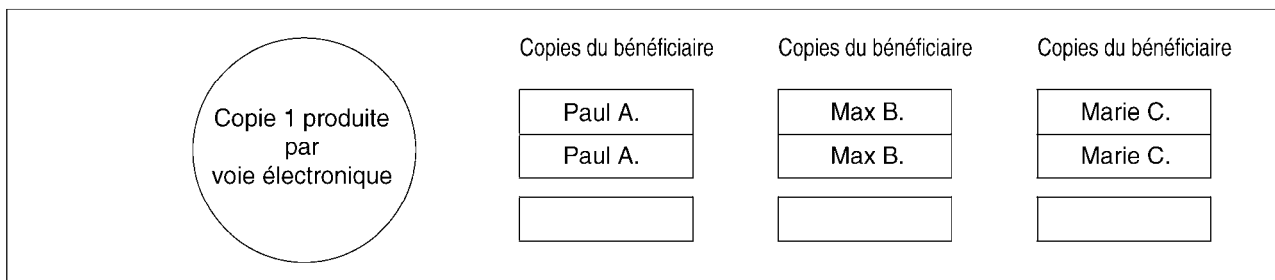 Copie 1 produite
par
voie électronique
Copies du bénéficiaire
Paul A.
Paul A.
Copies du bénéficiaire
Max B.
Max B.
Copies du bénéficiaire
Marie C.
Marie C.